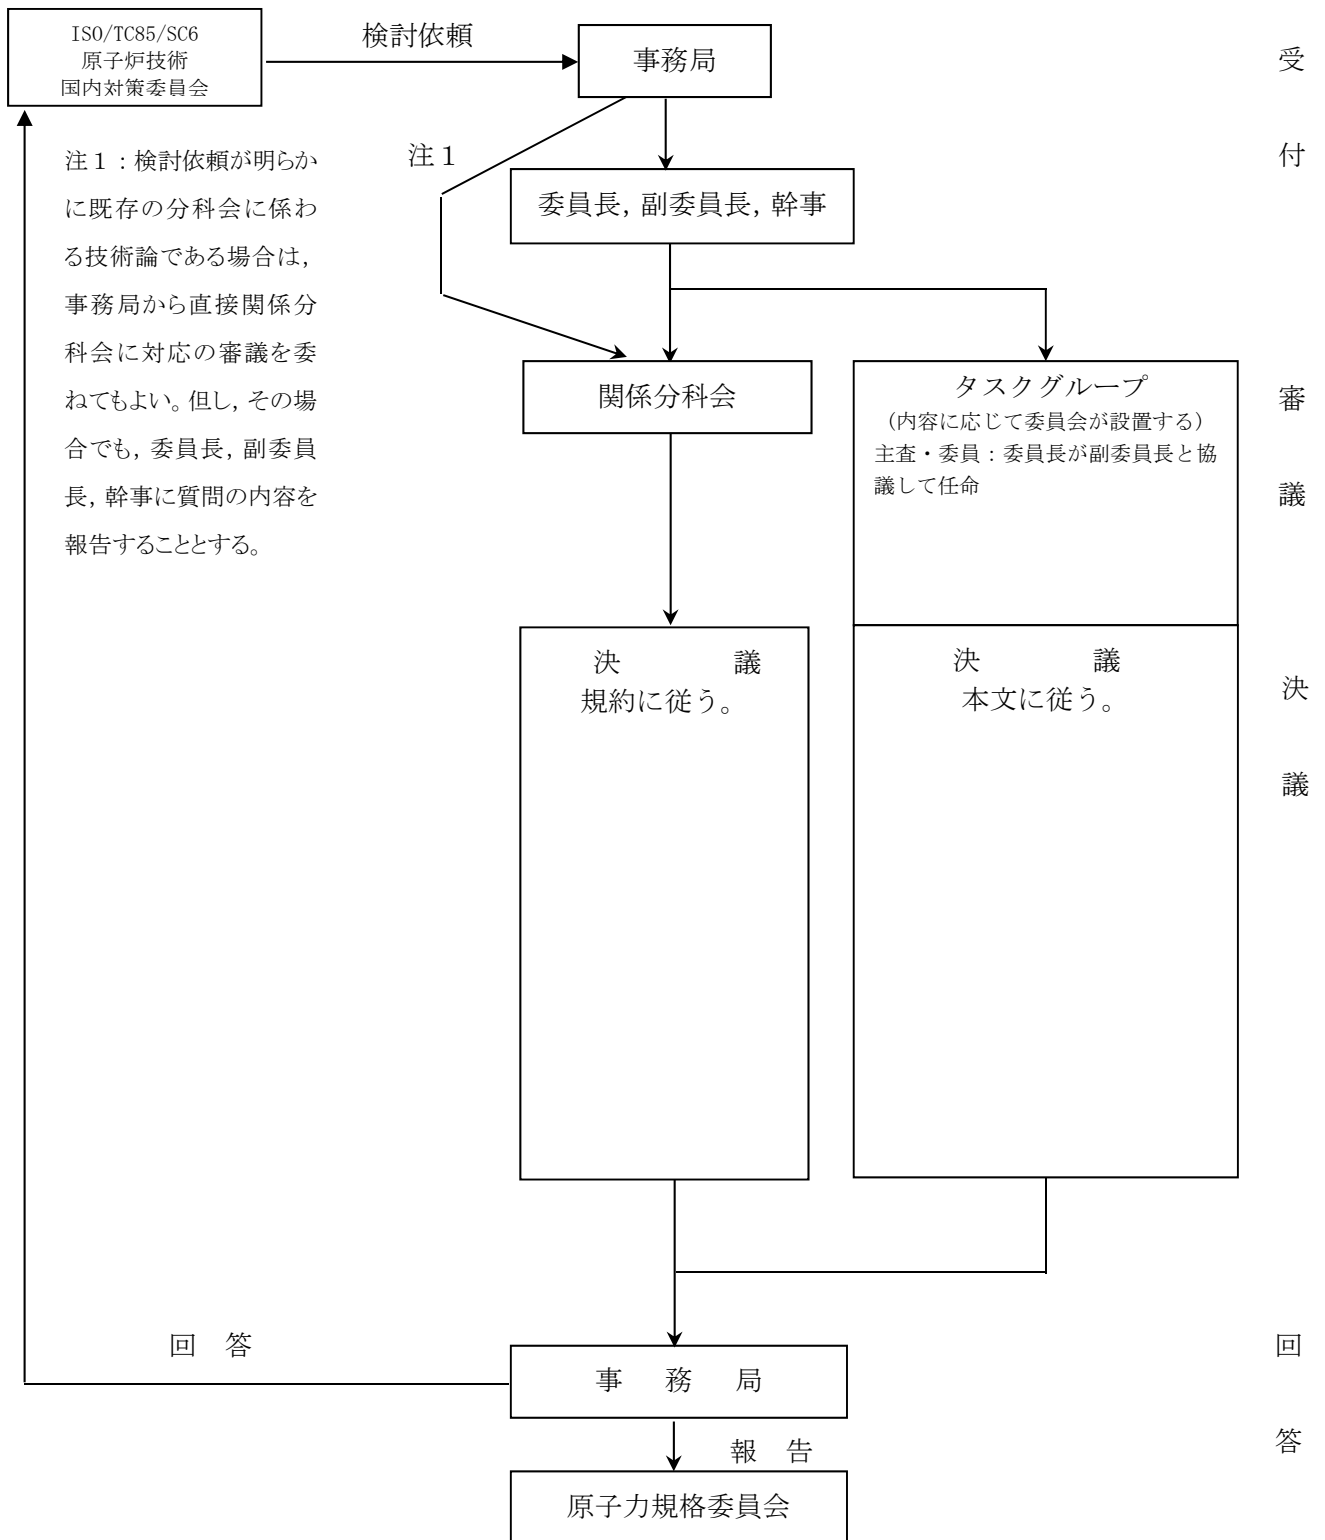 ISO/TC85/SC6
原子炉技術
国内対策委員会
検討依頼
事務局
受
付
注１：検討依頼が明らか
に既存の分科会に係わ
る技術論である場合は，
事務局から直接関係分
科会に対応の審議を委
ねてもよい。但し，その場
合でも，委員長，副委員
長，幹事に質問の内容を
報告することとする。
注１
委員長，副委員長，幹事
関係分科会
タスクグループ
（内容に応じて委員会が設置する）
主査・委員：委員長が副委員長と協
議して任命
審
議
決　議
規約に従う。
決　議
本文に従う。
決
議
回　答
事　務　局
回
答
報　告
原子力規格委員会